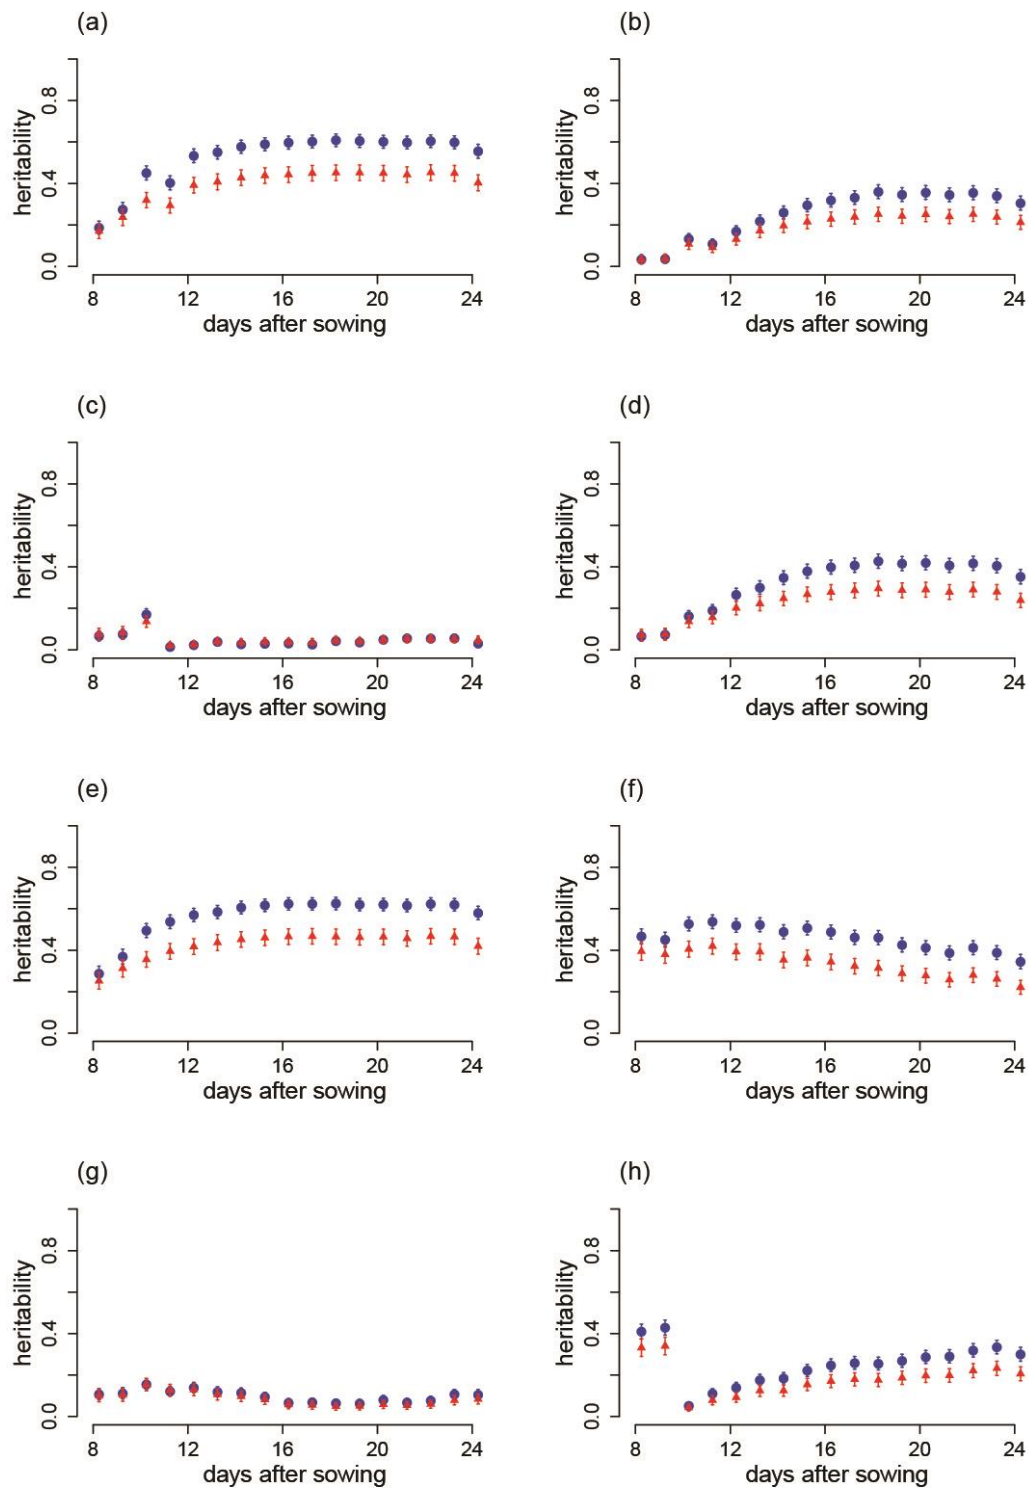 (a)
heritability
0.8
0.4
0.0
8 12 16 20 24
days after sowing
(b)
heritability
0.8
0.4
0.0
8 12 16 20 24
days after sowing
(c)
heritability
0.8
0.4
0.0
8 12 16 20 24
days after sowing
(d)
heritability
0.8
0.4
0.0
8 12 16 20 24
days after sowing
(e)
heritability
0.8
0.4
0.0
8 12 16 20 24
days after sowing
(f)
heritability
0.8
0.4
0.0
8 12 16 20 24
days after sowing
(g)
heritability
0.8
0.4
0.0
8 12 16 20 24
days after sowing
(h)
heritability
0.8
0.4
0.0
8 12 16 20 24
days after sowing